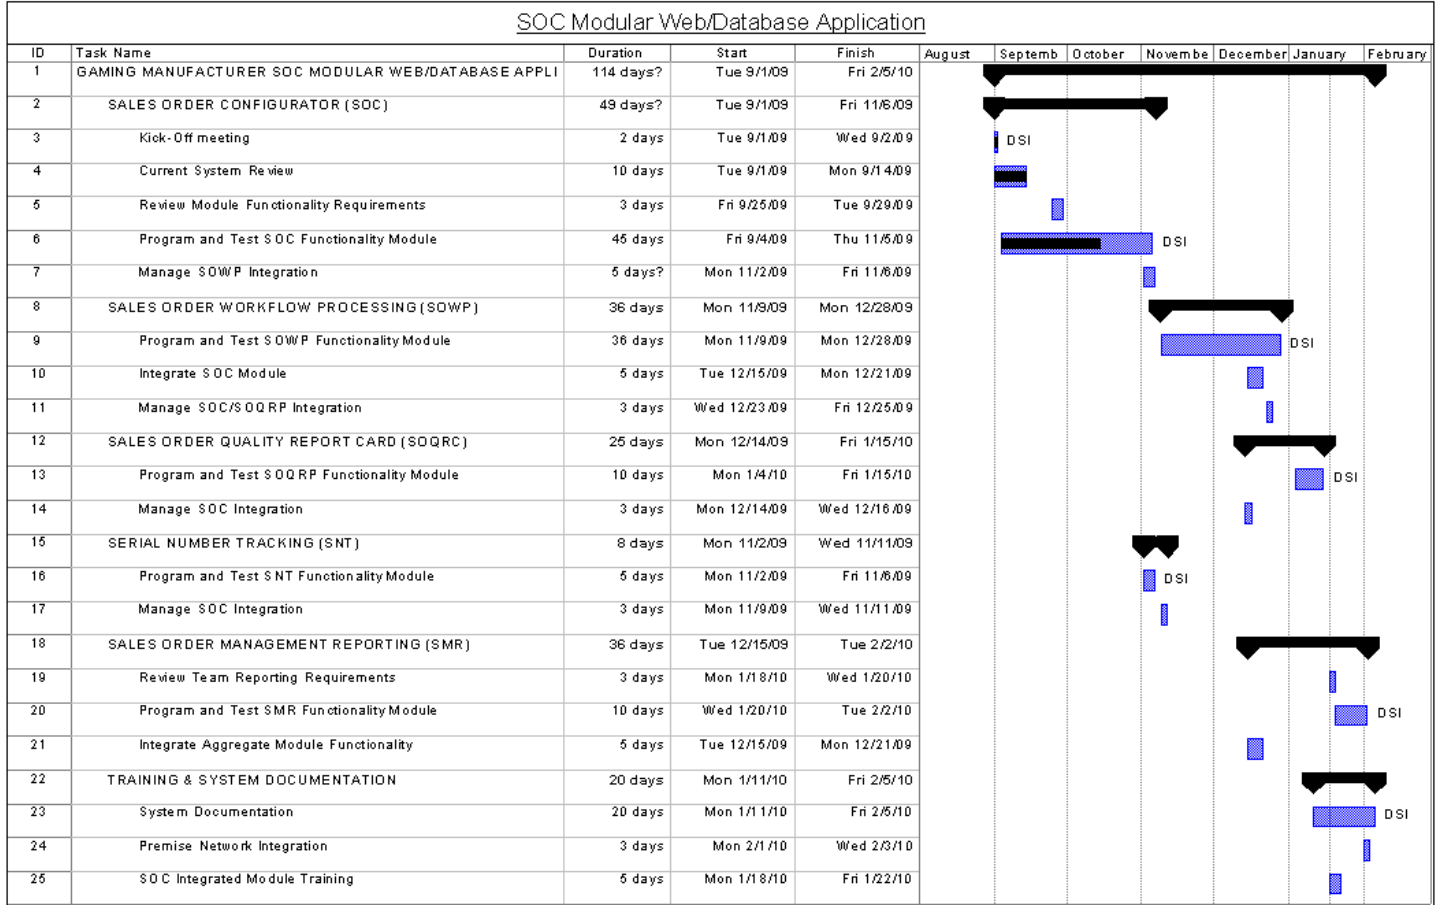 SOC Modular Web/Database Application
ID Task Name Duration Start Finish August Septemb October Novembe December January February
1 GAMING MANUFACTURER SOC MODULAR WEB/DATABASE APPLI 114 days? Tue 9/1/09 Fri 2/5/10
2 SALES ORDER CONFIGURATOR (SOC) 49 days? Tue 9/1/09 Fri 11/6/09
3 Kick-Off meeting 2 days Tue 9/1/09 Wed 9/2/09 DSI
4 Current System Review 10 days Tue 9/1/09 Mon 9/14/09
5 Review Module Functionality Requirements 3 days Fri 9/25/09 Tue 9/29/09
6 Program and Test SOC Functionality Module 45 days Fri 9/4/09 Thu 11/5/09 DSI
7 Manage SOWP Integration 5 days? Mon 11/2/09 Fri 11/6/09
8 SALES ORDER WORKFLOW PROCESSING (SOWP) 36 days Mon 11/9/09 Mon 12/28/09
9 Program and Test SOWP Functionality Module 36 days Mon 11/9/09 Mon 12/28/09 DSI
10 Integrate SOC Module 5 days Tue 12/15/09 Mon 12/21/09
11 Manage SOC/SOQRP Integration 3 days Wed 12/23/09 Fri 12/25/09
12 SALES ORDER QUALITY REPORT CARD (SOQRC) 25 days Mon 12/14/09 Fri 1/15/10
13 Program and Test SOQRP Functionality Module 10 days Mon 1/4/10 Fri 1/15/10 DSI
14 Manage SOC Integration 3 days Mon 12/14/09 Wed 12/16/09
15 SERIAL NUMBER TRACKING (SNT) 8 days Mon 11/2/09 Wed 11/11/09
16 Program and Test SNT Functionality Module 5 days Mon 11/2/09 Fri 11/6/09 DSI
17 Manage SOC Integration 3 days Mon 11/9/09 Wed 11/11/09
18 SALES ORDER MANAGEMENT REPORTING (SMR) 36 days Tue 12/15/09 Tue 2/2/10
19 Review Team Reporting Requirements 3 days Mon 1/18/10 Wed 1/20/10
20 Program and Test SMR Functionality Module 10 days Wed 1/20/10 Tue 2/2/10 DSI
21 Integrate Aggregate Module Functionality 5 days Tue 12/15/09 Mon 12/21/09
22 TRAINING & SYSTEM DOCUMENTATION 20 days Mon 1/11/10 Fri 2/5/10
23 System Documentation 20 days Mon 1/11/10 Fri 2/5/10 DSI
24 Premise Network Integration 3 days Mon 2/1/10 Wed 2/3/10
25 SOC Integrated Module Training 5 days Mon 1/18/10 Fri 1/22/10